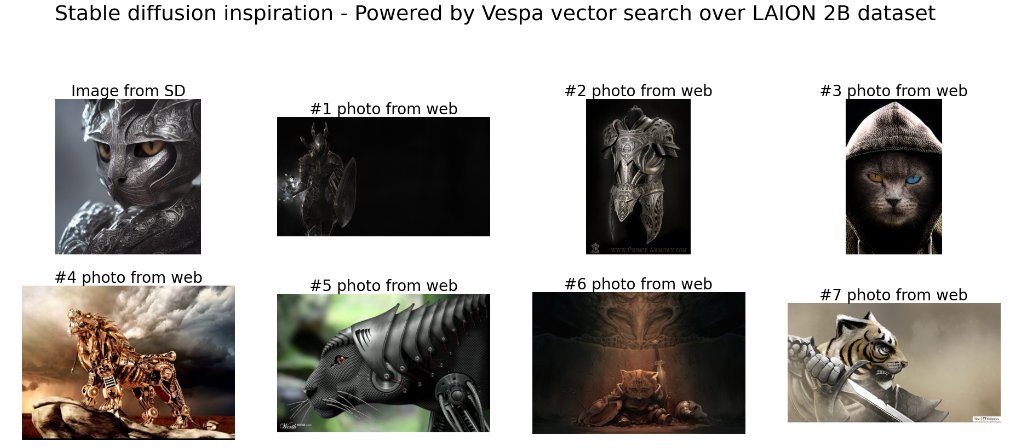 Stable diffusion inspiration - Powered by Vespa vector search over LAION 2B dataset
Image from SD
#1 photo from web
#2 photo from web
#3 photo from web
#4 photo from web
#5 photo from web
#6 photo from web
#7 photo from web